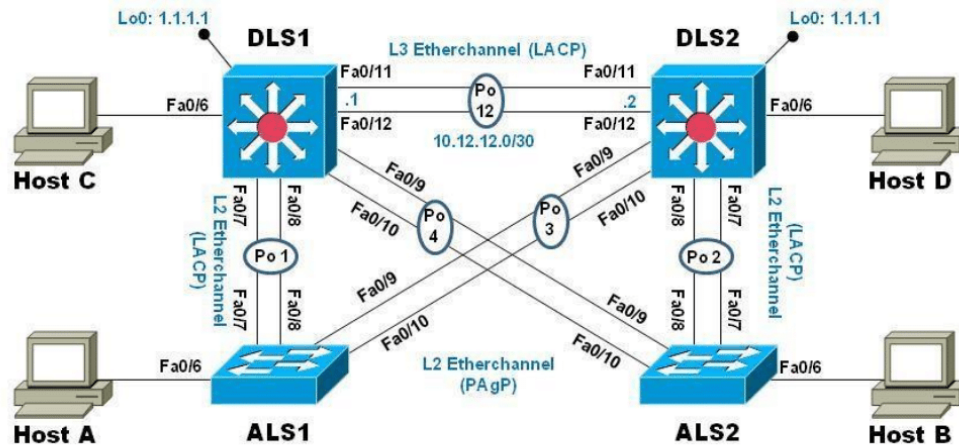 Lo0: 1.1.1.1
Lo0: 1.1.1.1
DLS1
DLS2
L3 Etherchannel (LACP)
Fa0/11
Fa0/11
Fa0/6
.1
Po
12
.2
Fa0/6
Fa0/12
Fa0/12
10.12.12.0/30
Host C
Host D
Fa0/9
Fa0/9
Fa0/7
Fa0/8
Fa0/10
Po
4
Po
3
Fa0/10
Fa0/8
Fa0/7
L2 Etherchannel
(LACP)
Po 1
Po 2
L2 Etherchannel
(LACP)
Fa0/7
Fa0/8
Fa0/9
Fa0/10
Fa0/9
Fa0/10
Fa0/8
Fa0/7
Fa0/6
L2 Etherchannel
(PAgP)
Fa0/6
Host A
ALS1
ALS2
Host B